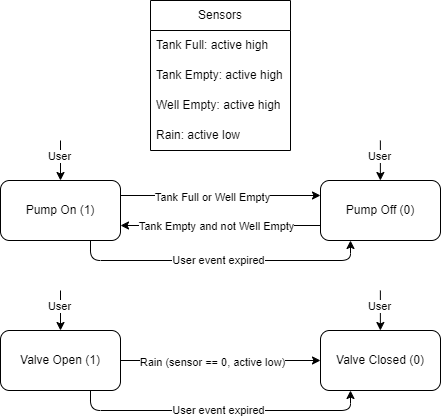 Sensors
Tank Full: active high
Tank Empty: active high
Well Empty: active high
Rain: active low
User
User
Pump On (1)
Tank Full or Well Empty
Pump Off (0)
Tank Empty and not Well Empty
User event expired
User
User
Valve Open (1)
Rain (sensor == 0, active low)
Valve Closed (0)
User event expired